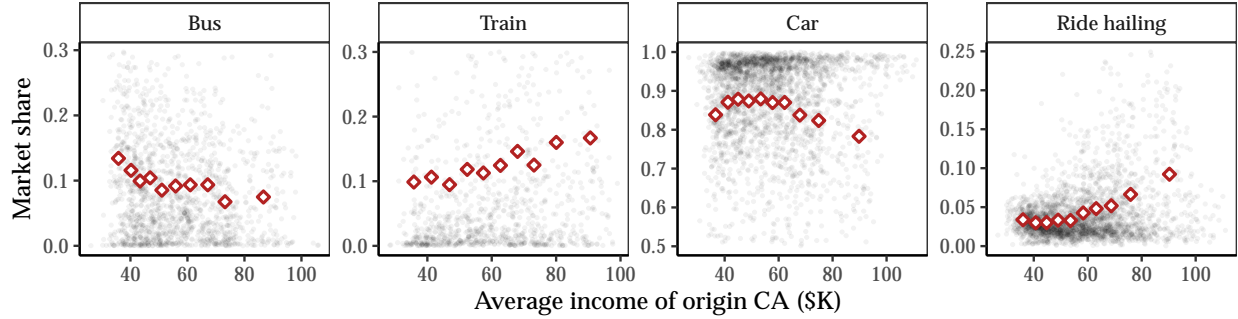 Bus Train Car Ride hailing
Market share
0.3 0.2 0.1 0.0
0.3 0.2 0.1 0.0
1.0 0.9 0.8 0.7 0.6 0.5
0.25 0.20 0.15 0.10 0.05 0.00
40 60 80 100 40 60 80 100 40 60 80 100 40 60 80 100
Average income of origin CA ($K)